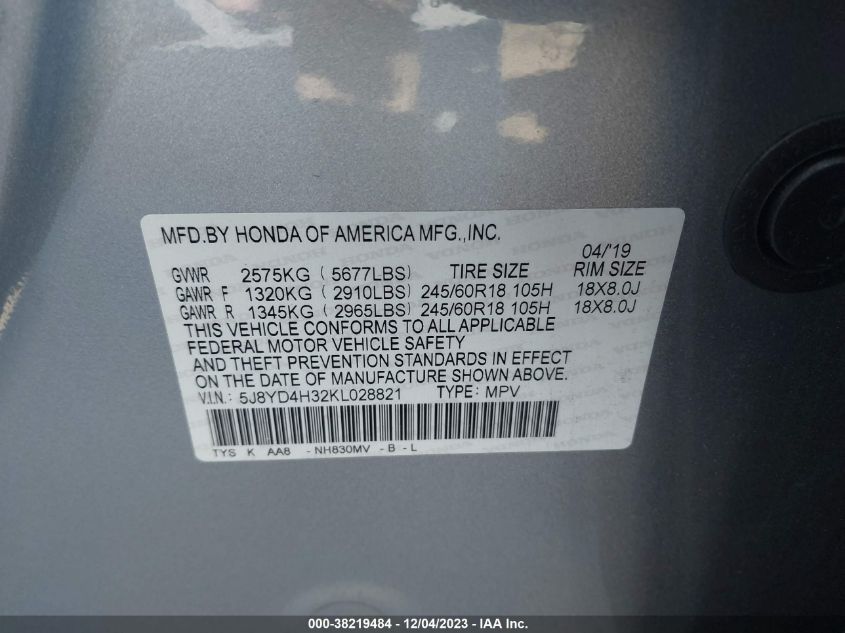 MFD.BY HONDA OF AMERICA MFG.,INC.
04/'19
GVWR 2575KG ( 5677LBS) TIRE SIZE RIM SIZE
GAWR F 1320KG ( 2910LBS) 245/60R18 105H 18X8.0J
GAWR R 1345KG ( 2965LBS) 245/60R18 105H 18X8.0J
THIS VEHICLE CONFORMS TO ALL APPLICABLE
FEDERAL MOTOR VEHICLE SAFETY
AND THEFT PREVENTION STANDARDS IN EFFECT
ON THE DATE OF MANUFACTURE SHOWN ABOVE.
V.I.N.: 5J8YD4H32KL028821 TYPE: MPV
TYS K AA8 -NH830MV -B-L
000-38219484 - 12/04/2023 - IAA Inc.